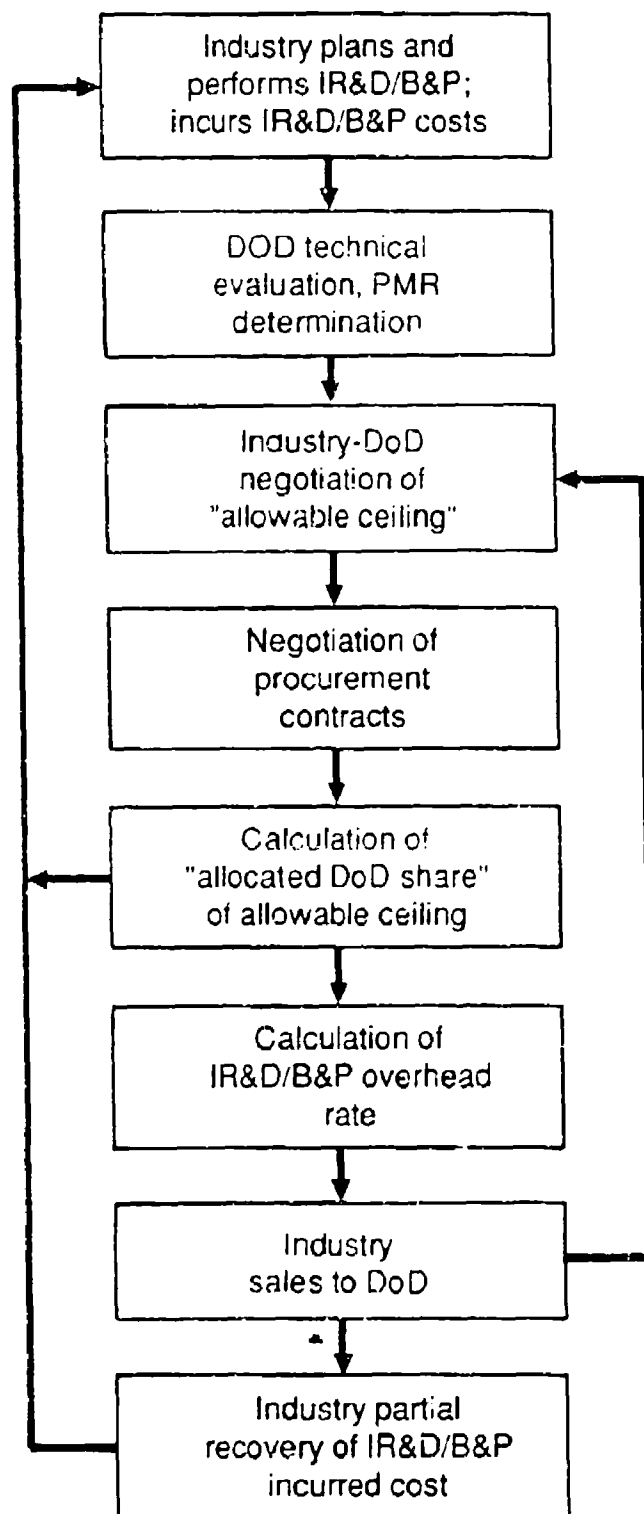 Industry plans and
performs IR&D/B&P;
incurs IR&D/B&P costs
DOD technical
evaluation, PMR
determination
Industry-DoD
negotiation of
"allowable ceiling"
Negotiation of
procurement
contracts
Calculation of
"allocated DoD share"
of allowable ceiling
Calculation of
IR&D/B&P overhead
rate
Industry
sales to DoD
Industry partial
recovery of IR&D/B&P
incurred cost